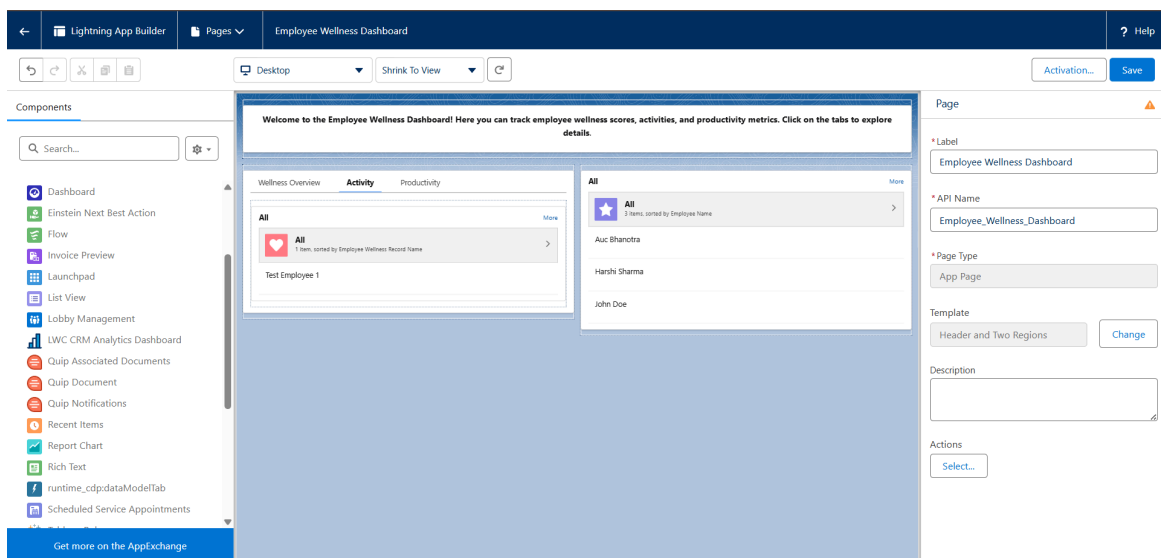 Lightning App Builder
Pages
Employee Wellness Dashboard
? Help
Desktop
Shrink To View
Activation...
Save
Components
Search...
Dashboard
Einstein Next Best Action
Flow
Invoice Preview
Launchpad
List View
Lobby Management
LWC CRM Analytics Dashboard
Quip Associated Documents
Quip Document
Quip Notifications
Recent Items
Report Chart
Rich Text
runtime_cdp:dataModelTab
Scheduled Service Appointments
Get more on the AppExchange
Welcome to the Employee Wellness Dashboard! Here you can track employee wellness scores, activities, and productivity metrics. Click on the tabs to explore
details.
Wellness Overview
Activity
Productivity
All
More
All
1 item, sorted by Employee Wellness Record Name
Test Employee 1
All
More
All
3 items, sorted by Employee Name
Auc Bhanotra
Harshi Sharma
John Doe
Page
*Label
Employee Wellness Dashboard
*API Name
Employee_Wellness_Dashboard
*Page Type
App Page
Template
Header and Two Regions
Change
Description
Actions
Select...